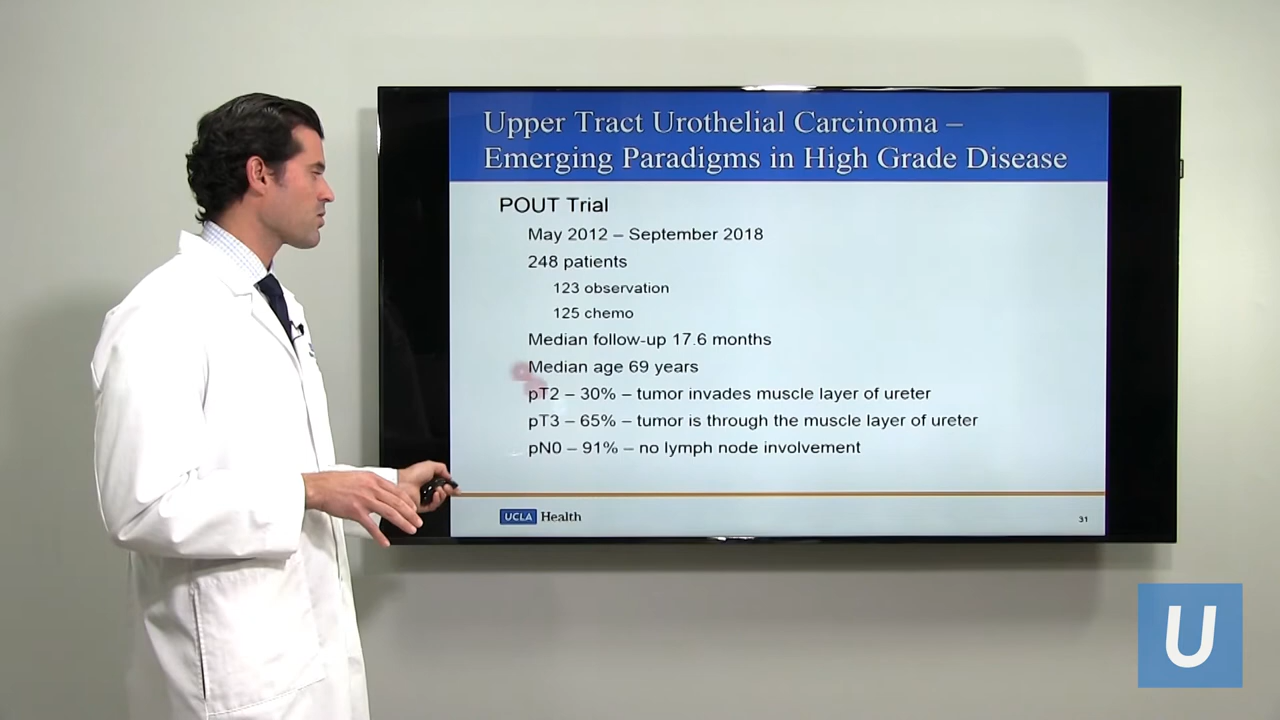 Upper Tract Urothelial Carcinoma –
Emerging Paradigms in High Grade Disease
POUT Trial
May 2012 – September 2018
248 patients
123 observation
125 chemo
Median follow-up 17.6 months
Median age 69 years
pT2 – 30% – tumor invades muscle layer of ureter
pT3 – 65% – tumor is through the muscle layer of ureter
pN0 – 91% – no lymph node involvement
UCLA Health
31
U